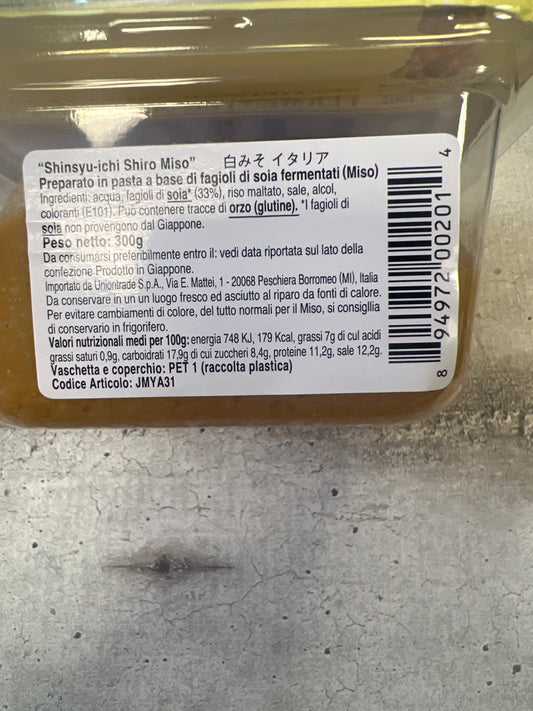 "Shinsyu-ichi Shiro Miso" 白みそ イタリア
Preparato in pasta a base di fagioli di soia fermentati (Miso)
Ingredienti: acqua, fagioli di soia* (33%), riso maltato, sale, alcol,
coloranti (E101). Può contenere tracce di orzo (glutine). *I fagioli di
soia non provengono dal Giappone.
Peso netto: 300g
Da consumarsi preferibilmente entro il: vedi data riportata sul lato della
confezione Prodotto in Giappone.
Importato da Uniontrade S.p.A., Via E. Mattei, 1 - 20068 Peschiera Borromeo (MI), Italia
Da conservare in un un luogo fresco ed asciutto al riparo da fonti di calore.
Per evitare cambiamenti di colore, del tutto normali per il Miso, si consigllia
di conservario in frigorifero.
Valori nutrizionali medi per 100g: energia 748 KJ, 179 Kcal, grassi 7g di cui acidi
grassi saturi 0,9g, carboidrati 17,9g di cui zuccheri 8,4g, proteine 11,2g, sale 12,2g.
Vaschetta e coperchio: PET 1 (raccolta plastica)
Codice Articolo: JMYA31
8 94972 00201 4